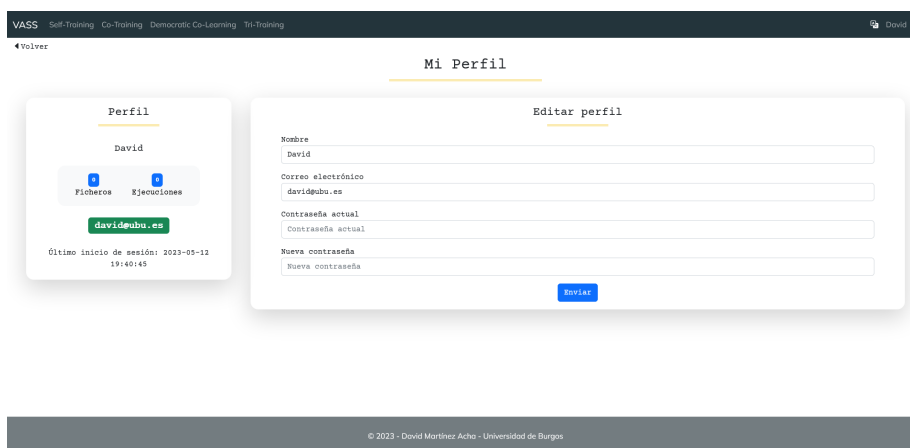 VASS Self-Training Co-Training Democratic Co-Learning Tri-Training David
Volver
Mi Perfil
Perfil
David
0 0
Ficheros Ejecuciones
david@ubu.es
Último inicio de sesión: 2023-05-12
19:40:45
Editar perfil
Nombre
David
Correo electrónico
david@ubu.es
Contraseña actual
Contraseña actual
Nueva contraseña
Nueva contraseña
Enviar
© 2023 - David Martínez Acha - Universidad de Burgos